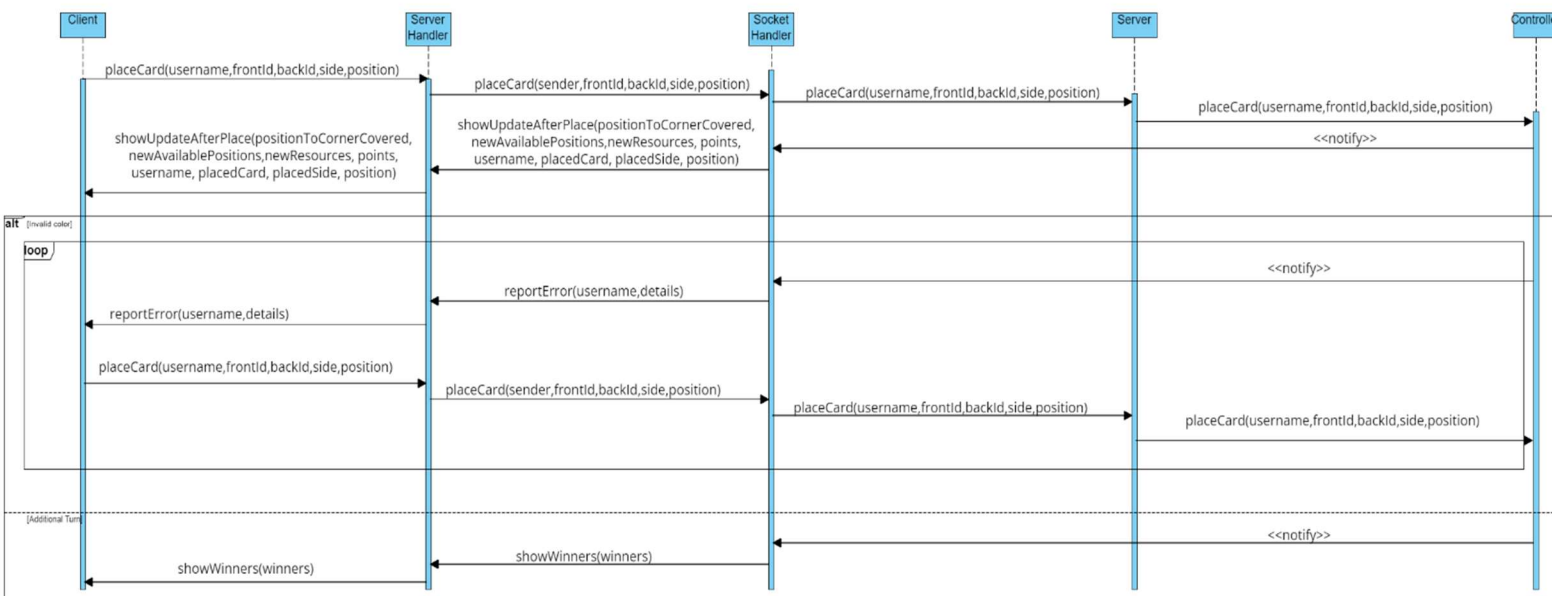 Client
Server
Handler
Socket
Handler
Server
Controlle
placeCard(username,frontId,backId,side,position)
placeCard(sender,frontId,backId,side,position)
placeCard(username,frontId,backId,side,position)
placeCard(username,frontId,backId,side,position)
<<notify>>
showUpdateAfterPlace(positionToCornerCovered,
newAvailablePositions,newResources, points,
username, placedCard, placedSide, position)
showUpdateAfterPlace(positionToCornerCovered,
newAvailablePositions,newResources, points,
username, placedCard, placedSide, position)
alt [Invalid color]
loop
<<notify>>
reportError(username,details)
reportError(username,details)
placeCard(username,frontId,backId,side,position)
placeCard(sender,frontId,backId,side,position)
placeCard(username,frontId,backId,side,position)
placeCard(username,frontId,backId,side,position)
[Additional Turn]
<<notify>>
showWinners(winners)
showWinners(winners)